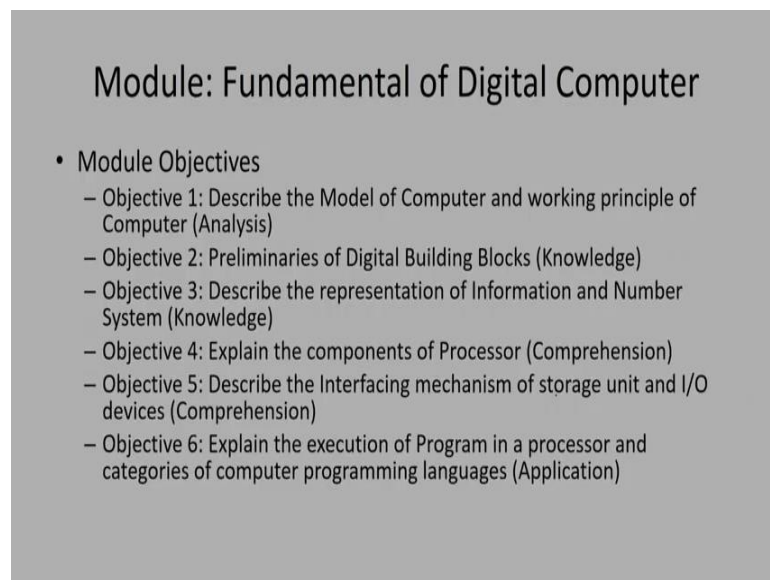 Module: Fundamental of Digital Computer
• Module Objectives
– Objective 1: Describe the Model of Computer and working principle of
Computer (Analysis)
– Objective 2: Preliminaries of Digital Building Blocks (Knowledge)
– Objective 3: Describe the representation of Information and Number
System (Knowledge)
– Objective 4: Explain the components of Processor (Comprehension)
– Objective 5: Describe the Interfacing mechanism of storage unit and I/O
devices (Comprehension)
– Objective 6: Explain the execution of Program in a processor and
categories of computer programming languages (Application)